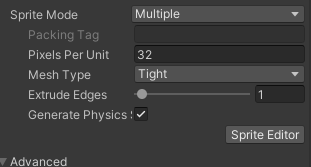 Sprite Mode Multiple
Packing Tag
Pixels Per Unit 32
Mesh Type Tight
Extrude Edges 1
Generate Physics S
Sprite Editor
Advanced